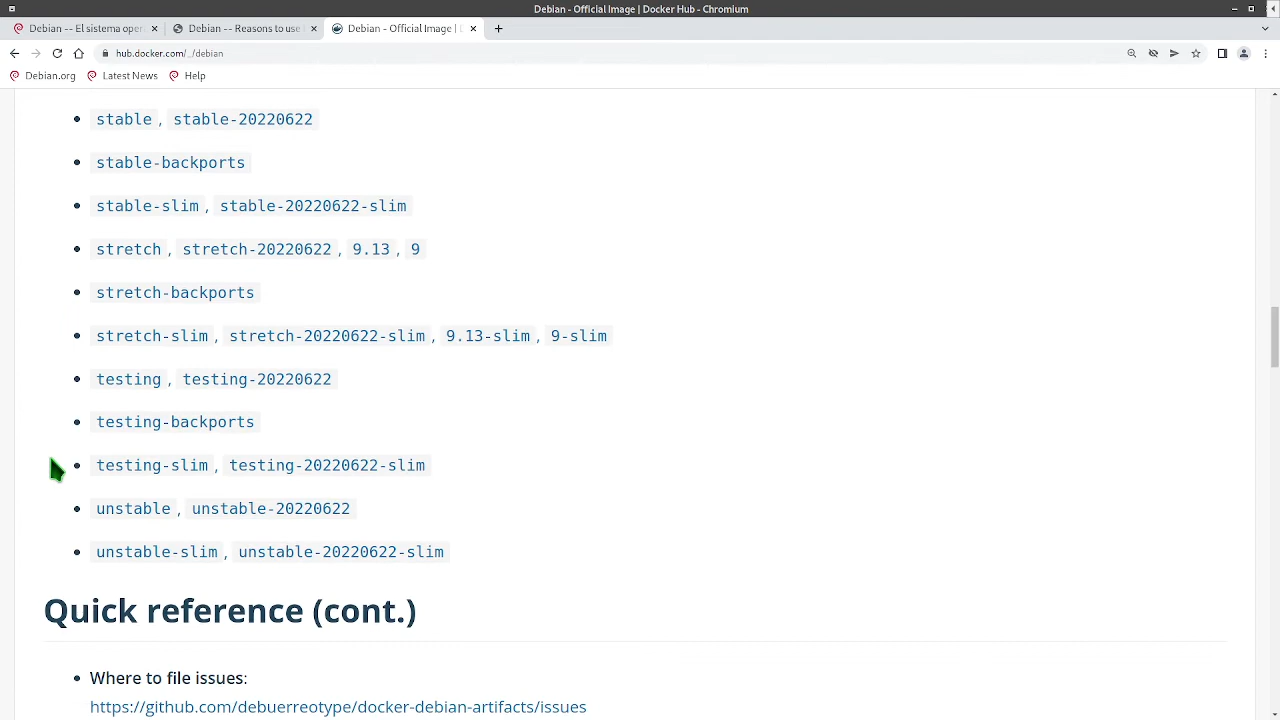 Debian - Official Image | Docker Hub - Chromium
Debian -- El sistema oper
Debian -- Reasons to use
Debian - Official Image |
hub.docker.com/_/debian
Debian.org Latest News Help
stable , stable-20220622
stable-backports
stable-slim , stable-20220622-slim
stretch , stretch-20220622 , 9.13 , 9
stretch-backports
stretch-slim , stretch-20220622-slim , 9.13-slim , 9-slim
testing , testing-20220622
testing-backports
testing-slim , testing-20220622-slim
unstable , unstable-20220622
unstable-slim , unstable-20220622-slim
Quick reference (cont.)
Where to file issues:
https://github.com/debuerreotype/docker-debian-artifacts/issues